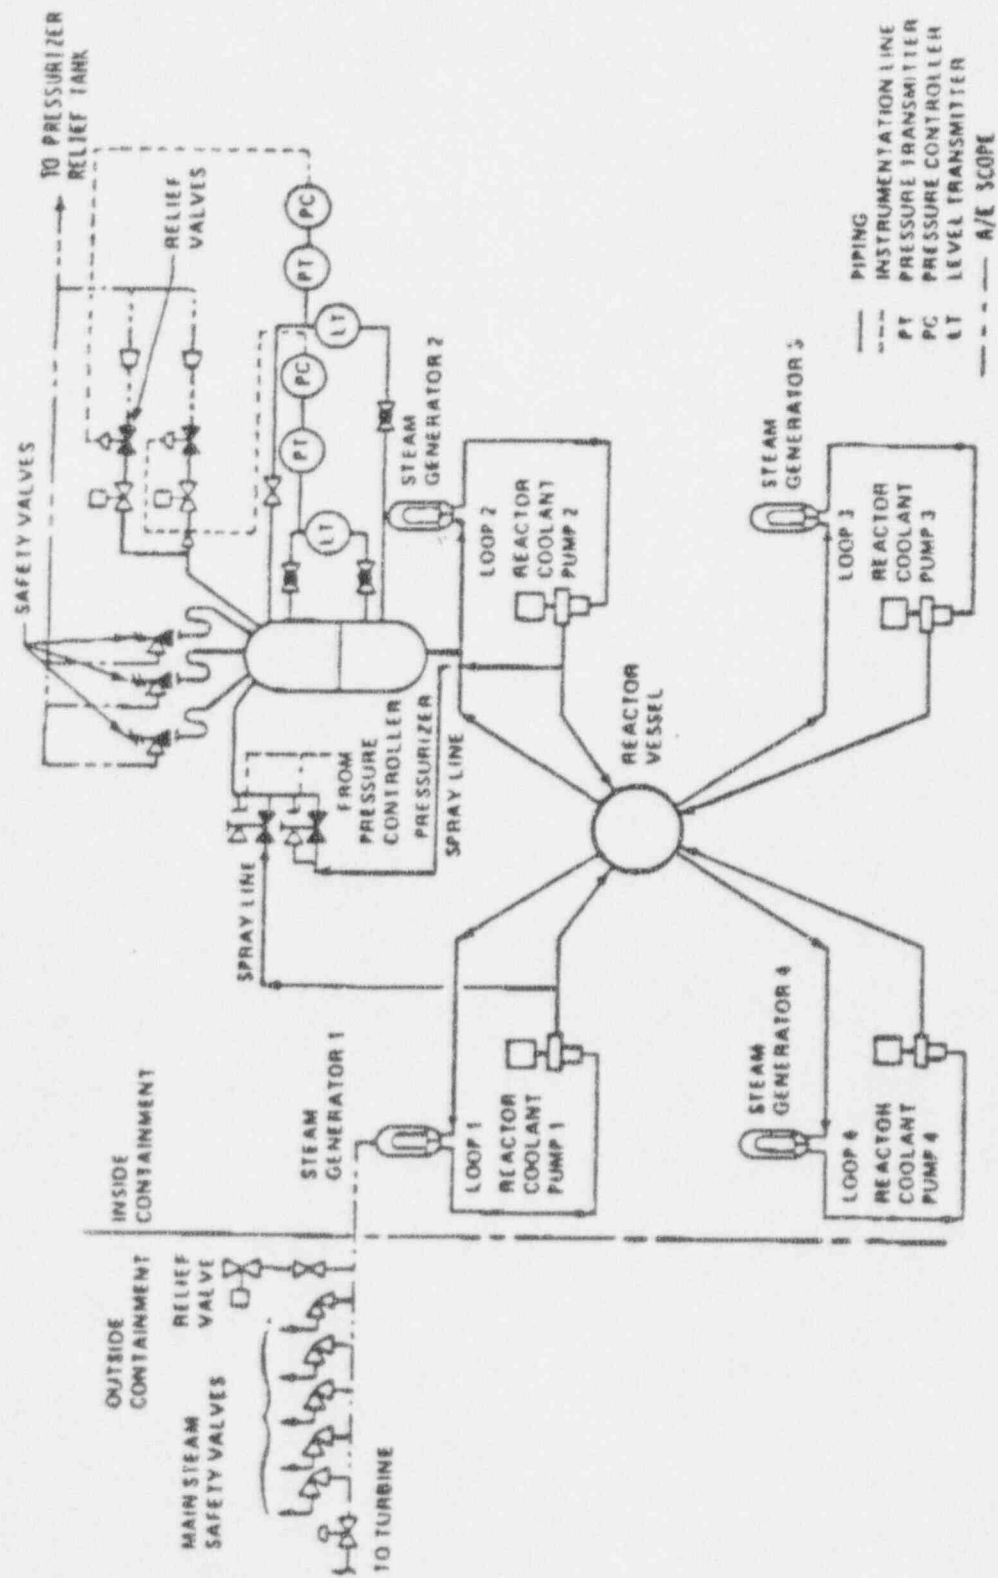 SAFETY VALVES
TO PRESSURIZER
RELIEF TANK
RELIEF
VALVES
PT
PC
LT
PT
PC
LT
OUTSIDE
CONTAINMENT
INSIDE
CONTAINMENT
MAIN STEAM
SAFETY VALVES
RELIEF
VALVE
TO TURBINE
SPRAY LINE
FROM
PRESSURE
CONTROLLER
PRESSURIZER
SPRAY LINE
STEAM
GENERATOR 1
LOOP 1
REACTOR
COOLANT
PUMP 1
STEAM
GENERATOR 2
LOOP 2
REACTOR
COOLANT
PUMP 2
REACTOR
VESSEL
STEAM
GENERATOR 4
LOOP 4
REACTOR
COOLANT
PUMP 4
STEAM
GENERATOR 3
LOOP 3
REACTOR
COOLANT
PUMP 3
PIPING
INSTRUMENTATION LINE
PT PRESSURE TRANSMITTER
PC PRESSURE CONTROLLER
LT LEVEL TRANSMITTER
A/E SCOPE